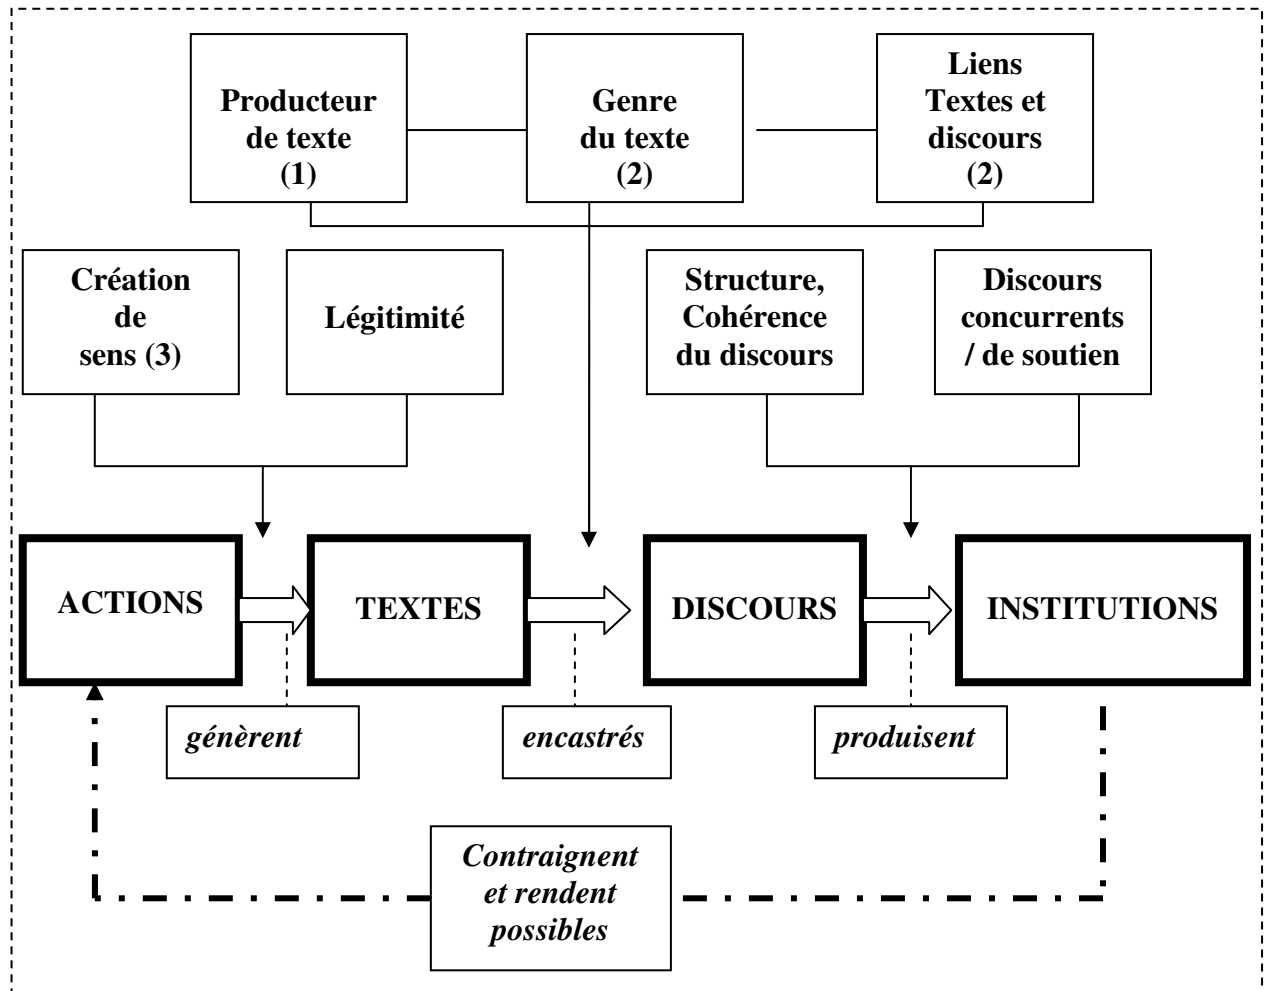 Producteur
de texte
(1)
Genre
du texte
(2)
Liens
Textes et
discours
(2)
Création
de
sens (3)
Légitimité
Structure,
Cohérence
du discours
Discours
concurrents
/ de soutien
ACTIONS
TEXTES
DISCOURS
INSTITUTIONS
génèrent
encastrés
produisent
Contraignent
et rendent
possibles